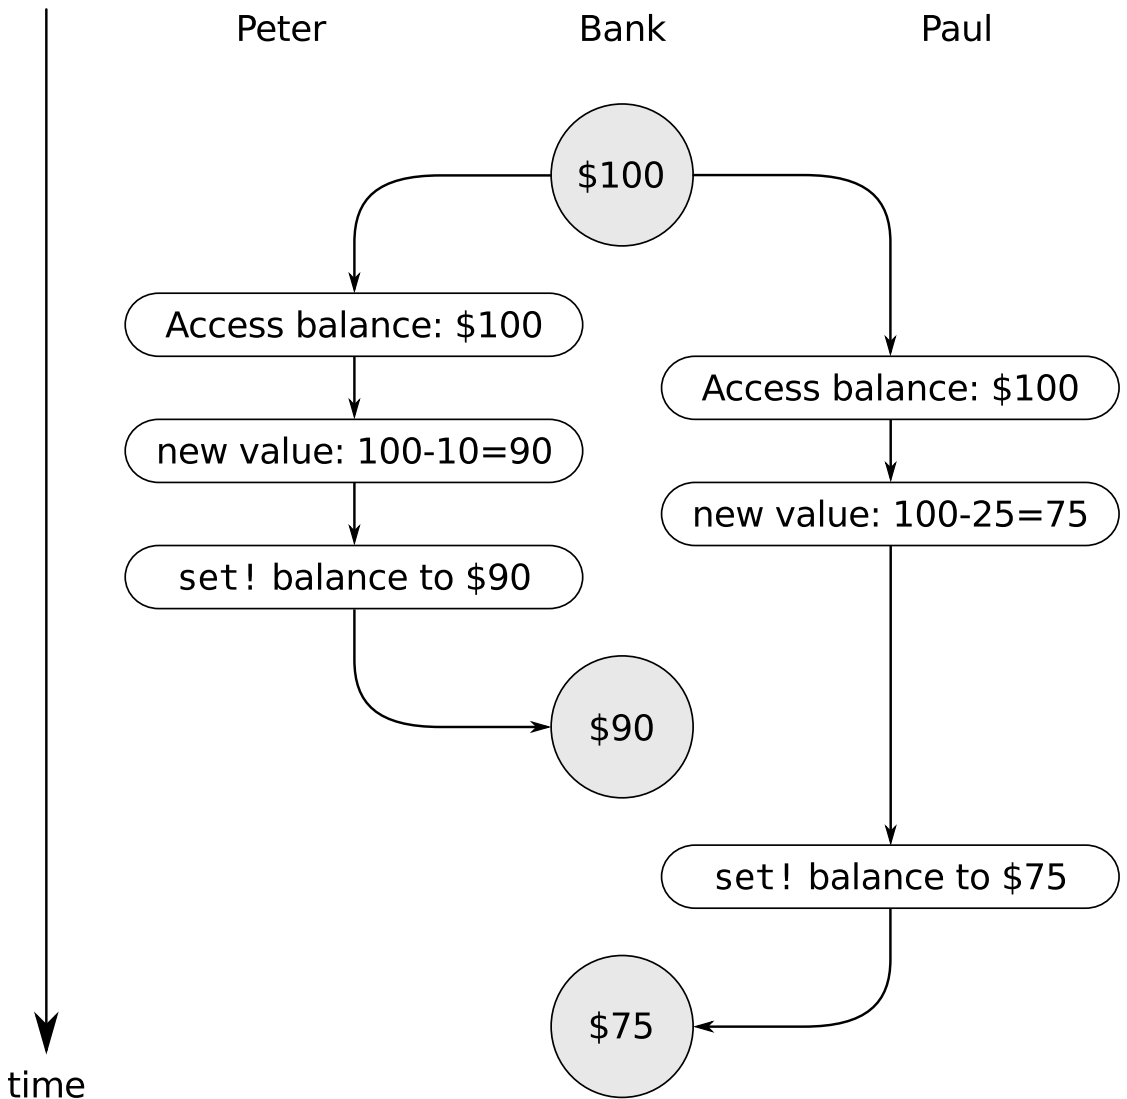 Peter
Bank
Paul
$100
Access balance: $100
Access balance: $100
new value: 100-10=90
new value: 100-25=75
set! balance to $90
$90
set! balance to $75
$75
time